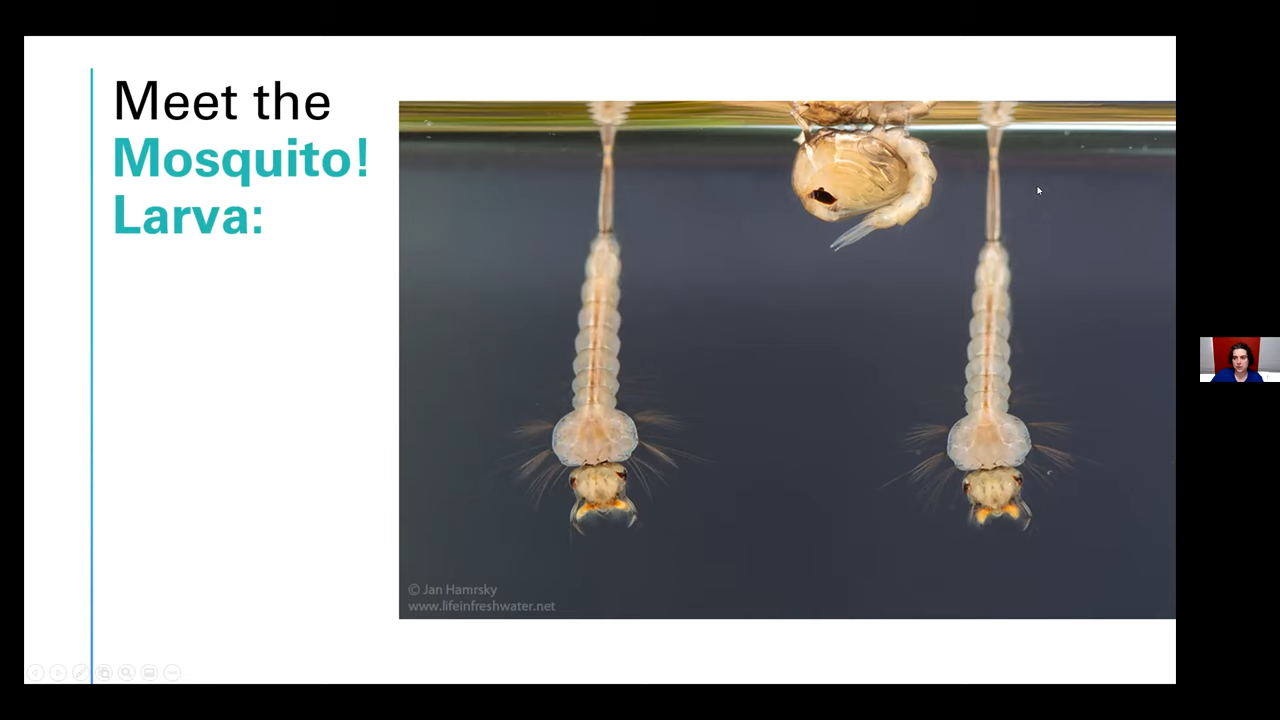 Meet the
Mosquito!
Larva:
© Jan Hamrsky
www.lifeinfreshwater.net